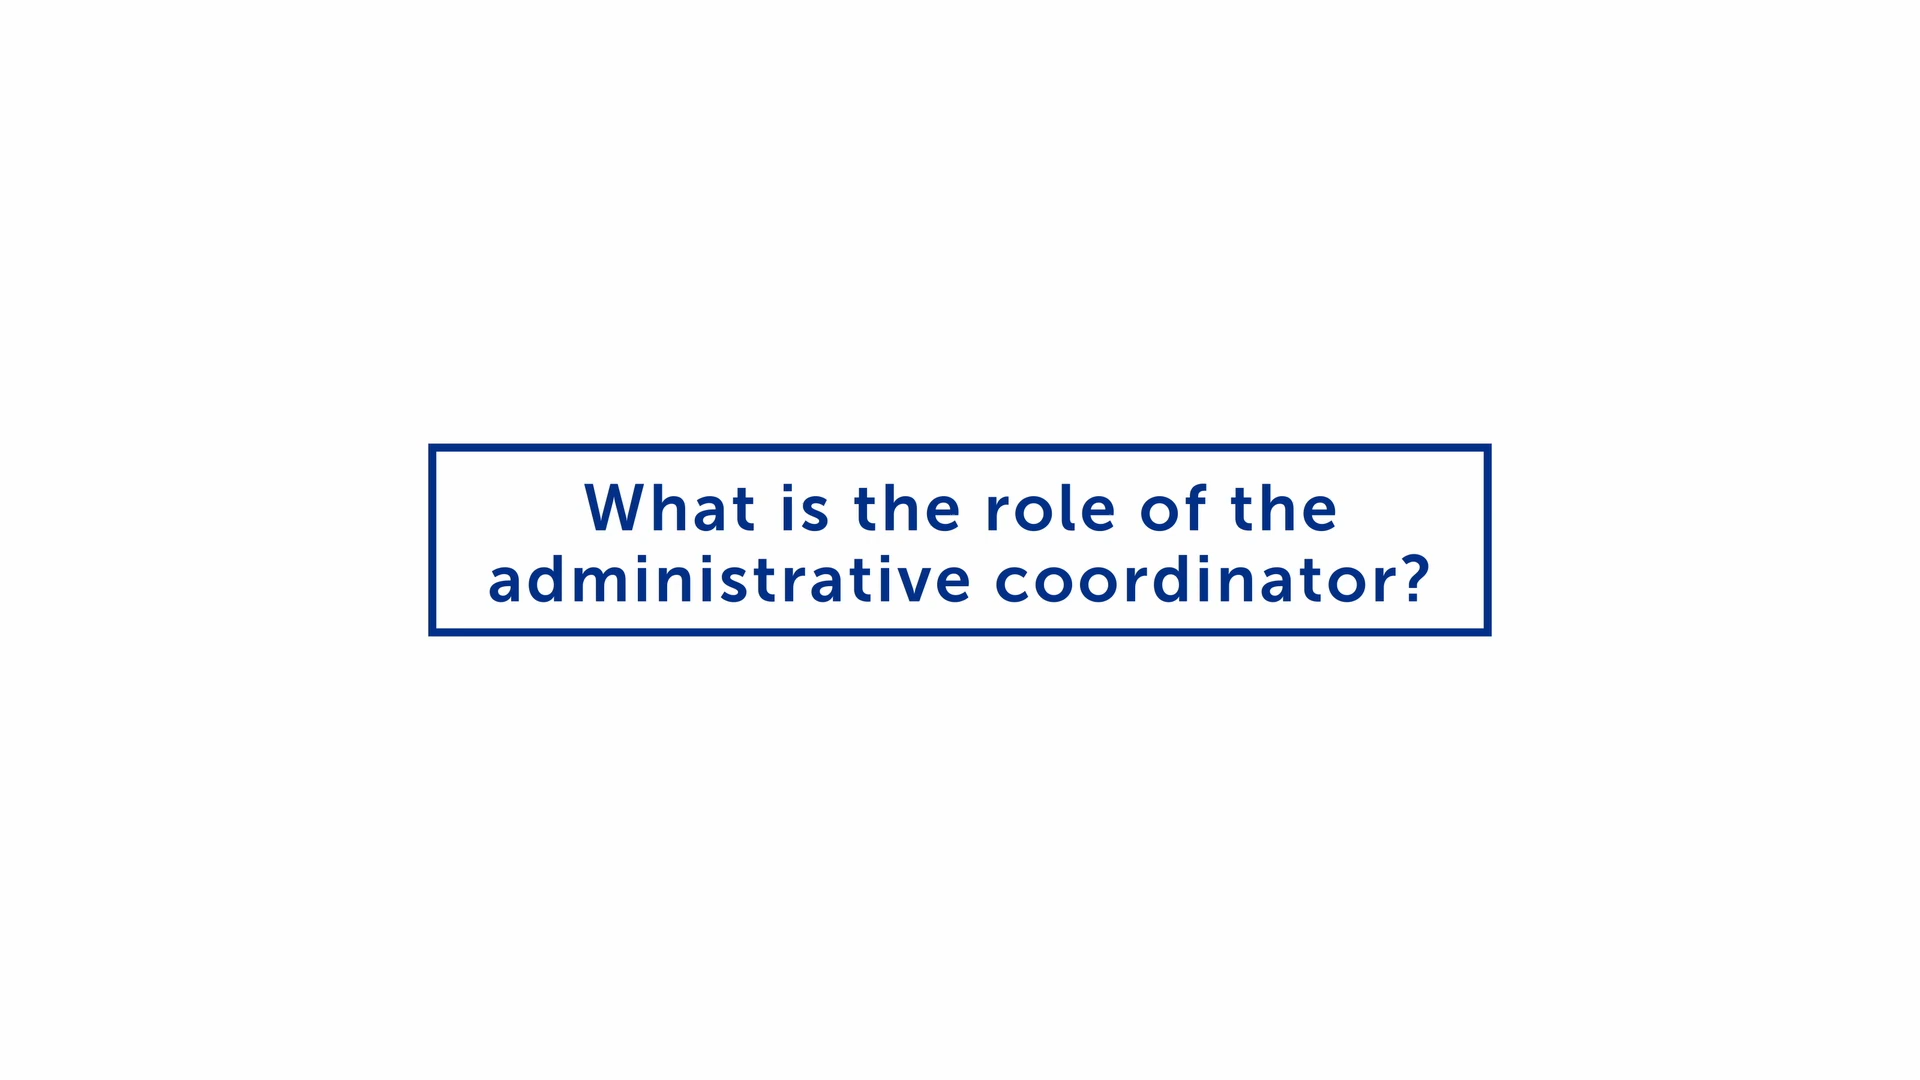 What is the role of the
administrative coordinator?